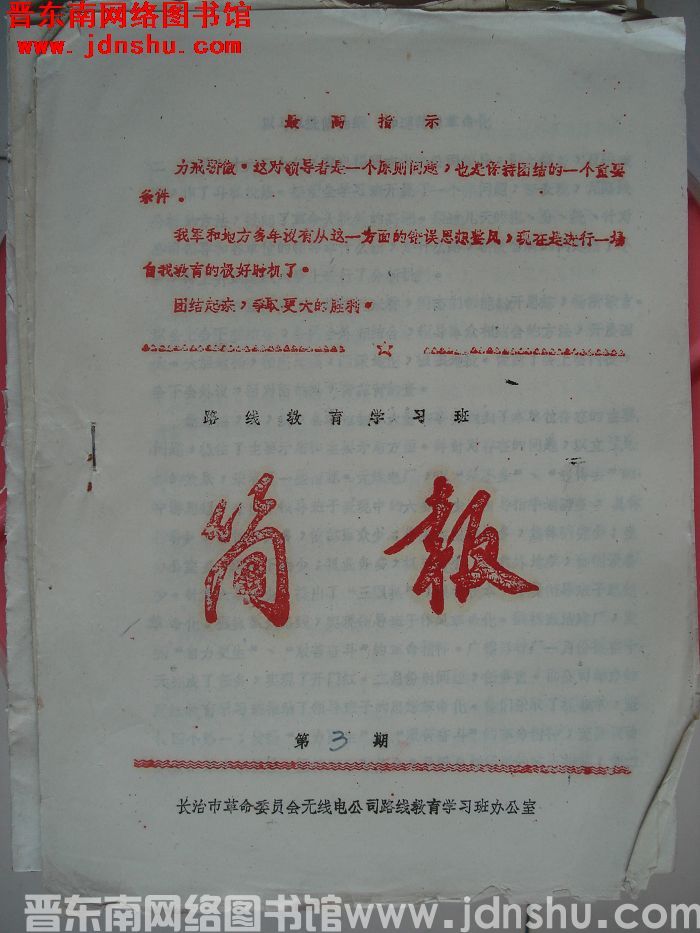 晋东南网络图书馆
www.jdnshu.com
最高指示
力戒骄傲。这对领导者是一个原则问题，也是保持团结的一个重要
条件。
我军和地方多年没有从这一方面的错误思想整风，现在是进行一场
自我教育的极好时机了。
团结起来，争取更大的胜利。
路线教育学习班
简报
第3期
长治市革命委员会无线电公司路线教育学习班办公室
晋东南网络图书馆 www.jdnshu.com